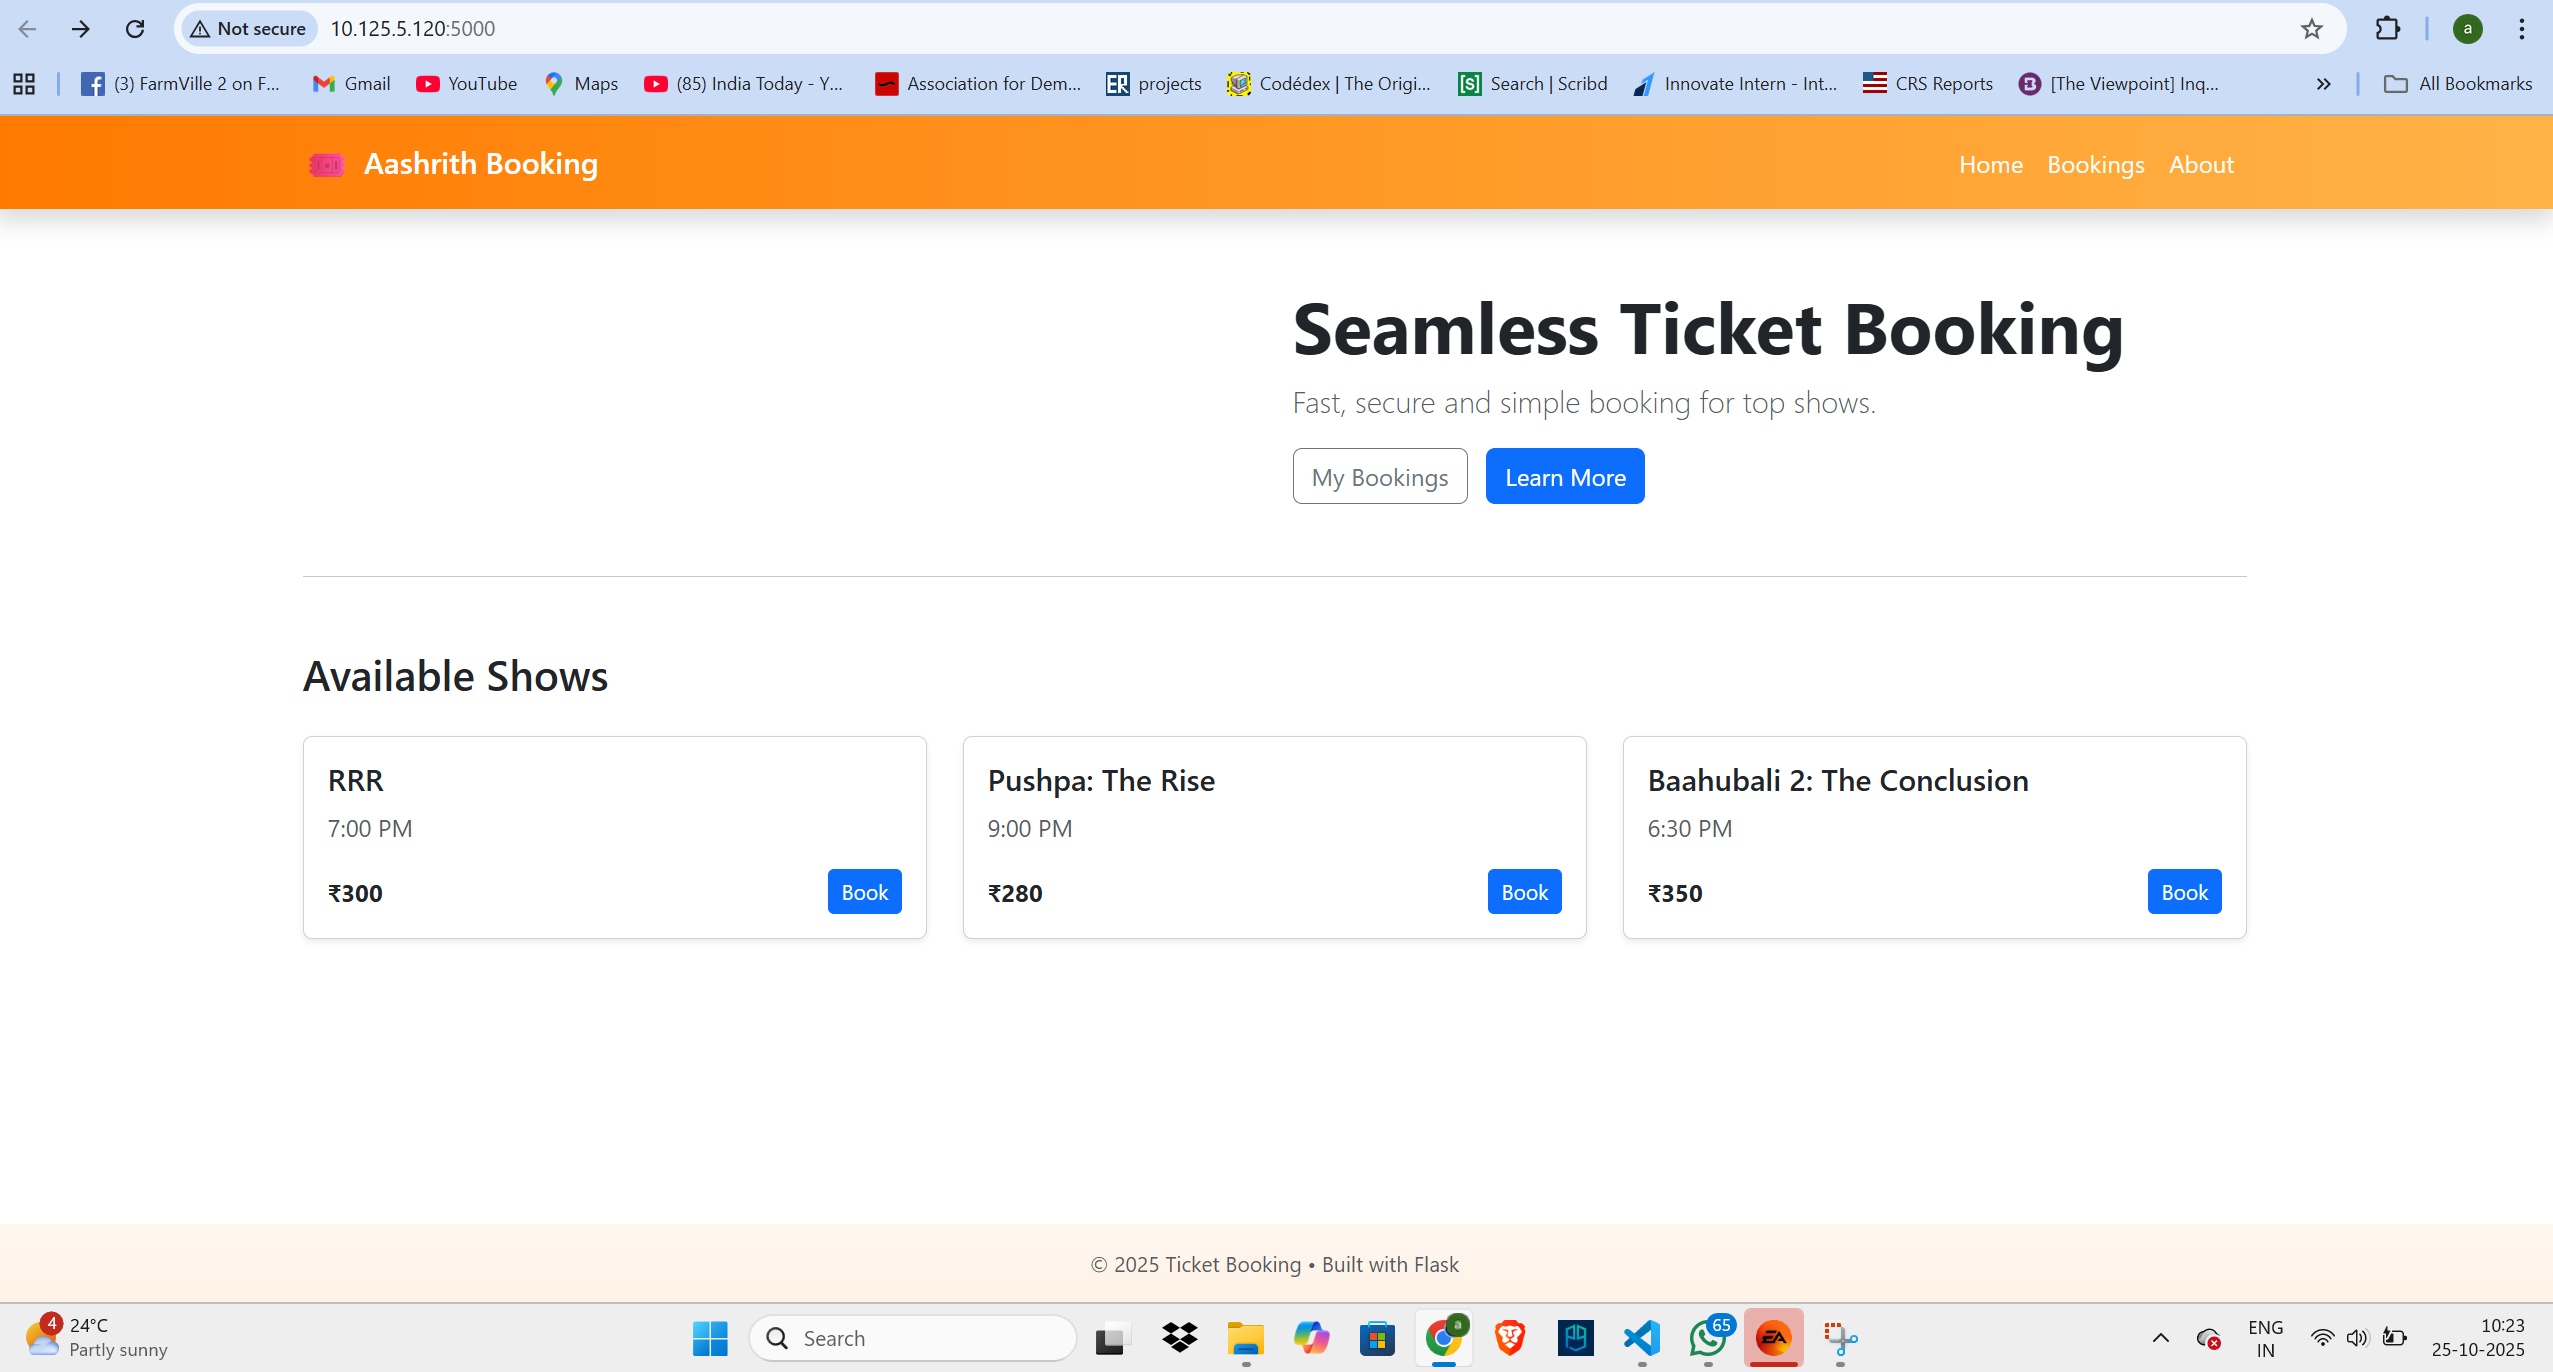 Not secure
10.125.5.120:5000
a
(3) FarmVille 2 on F...
Gmail
YouTube
Maps
(85) India Today - Y...
Association for Dem...
ER projects
Codédex | The Origi...
[S] Search | Scribd
Innovate Intern - Int...
CRS Reports
[The Viewpoint] Inq...
All Bookmarks
Aashrith Booking
Home
Bookings
About
Seamless Ticket Booking
Fast, secure and simple booking for top shows.
My Bookings
Learn More
Available Shows
RRR
7:00 PM
₹300
Book
Pushpa: The Rise
9:00 PM
₹280
Book
Baahubali 2: The Conclusion
6:30 PM
₹350
Book
© 2025 Ticket Booking • Built with Flask
4
24°C
Partly sunny
Search
a
65
EA
ENG
IN
10:23
25-10-2025